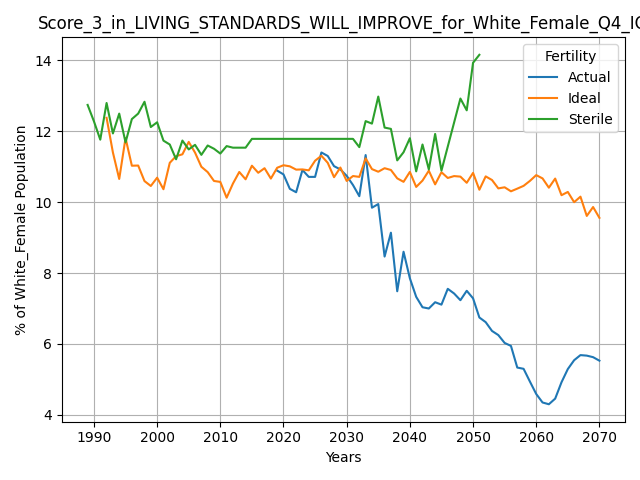 Score_3_in_LIVING_STANDARDS_WILL_IMPROVE_for_White_Female_Q4_IC
Fertility
Actual
Ideal
Sterile
% of White_Female Population
14
12
10
8
6
4
1990 2000 2010 2020 2030 2040 2050 2060 2070
Years